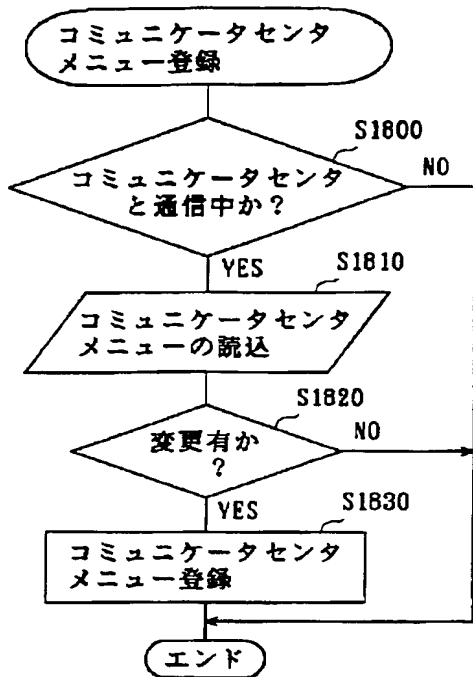 コミュニケータセンタ
メニュー登録
S1800
コミュニケータセンタ
と通信中か？
NO
YES
S1810
コミュニケータセンタ
メニューの読込
S1820
変更有か
？
NO
YES
S1830
コミュニケータセンタ
メニュー登録
エンド